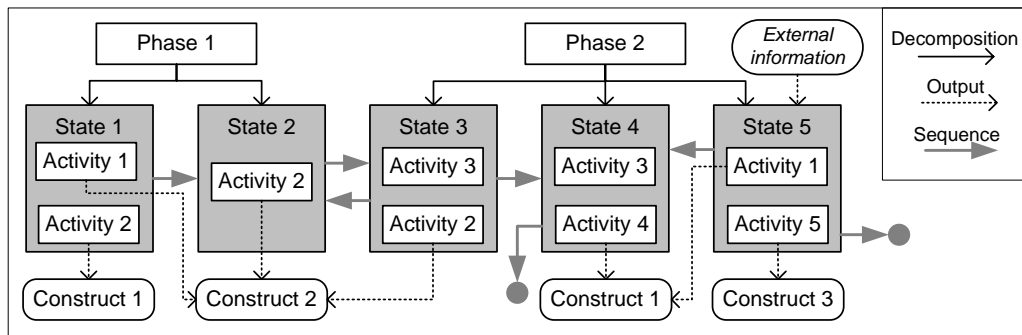 Phase 1
Phase 2
External
information
Decomposition
Output
Sequence
State 1
State 2
State 3
State 4
State 5
Activity 1
Activity 2
Activity 2
Activity 3
Activity 2
Activity 3
Activity 4
Activity 1
Activity 5
Construct 1
Construct 2
Construct 1
Construct 3